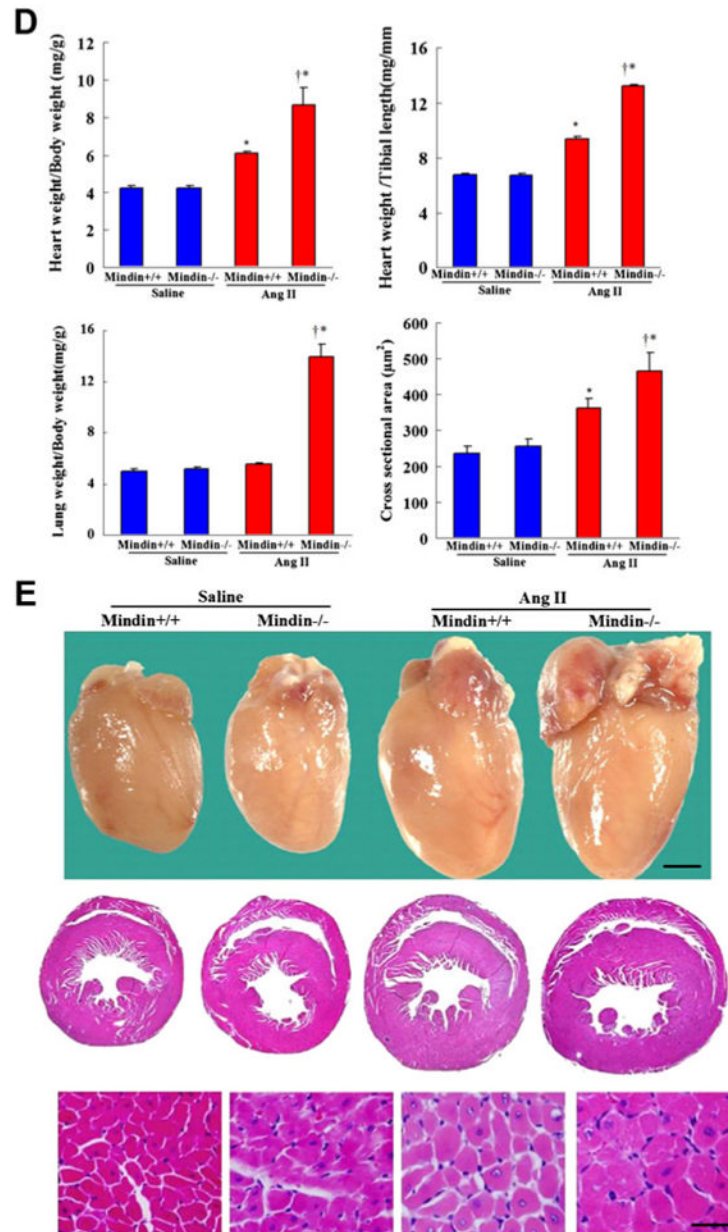 D
Heart weight/Body weight (mg/g)
12
10
8
6
4
2
0
*
†*
Mindin+/+ Mindin-/- Mindin+/+ Mindin-/-
Saline Ang II
Heart weight /Tibial length(mg/mm)
16
12
8
4
0
*
†*
Mindin+/+ Mindin-/- Mindin+/+ Mindin-/-
Saline Ang II
Lung weight/Body weight(mg/g)
16
12
8
4
0
†*
Mindin+/+ Mindin-/- Mindin+/+ Mindin-/-
Saline Ang II
Cross sectional area (µm²)
600
500
400
300
200
100
0
*
†*
Mindin+/+ Mindin-/- Mindin+/+ Mindin-/-
Saline Ang II
E
Saline Ang II
Mindin+/+ Mindin-/- Mindin+/+ Mindin-/-